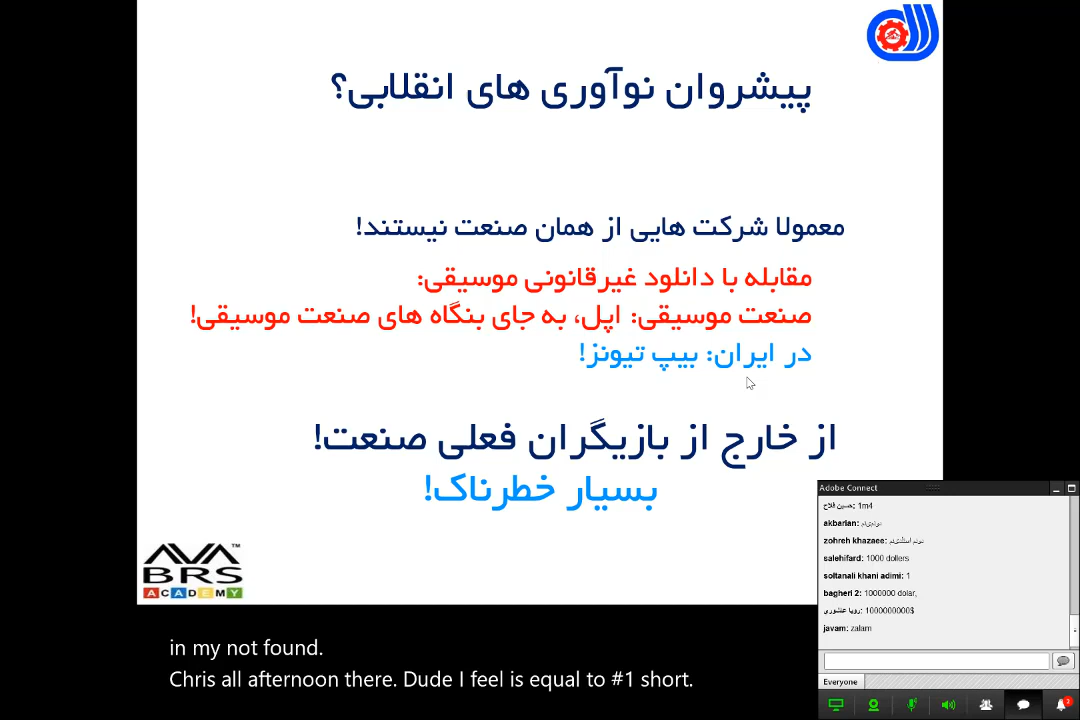 پیشروان نوآوری های انقلابی؟
معمولا شرکت هایی از همان صنعت نیستند!
مقابله با دانلود غیرقانونی موسیقی:
صنعت موسیقی: اپل، به جای بنگاه های صنعت موسیقی!
در ایران: بیپ تیونز!
از خارج از بازیگران فعلی صنعت!
بسیار خطرناک!
AVA™
BRS
ACADEMY
Adobe Connect
حسین فلاح: 1m4
akbarian:
zohreh khazaee:
salehifard: 1000 dollers
soltanali khani adimi: 1
bagheri 2: 1000000 dolar,
رویا عاشوری: 1000000000$
javam: zalam
Everyone
2
in my not found.
Chris all afternoon there. Dude I feel is equal to #1 short.